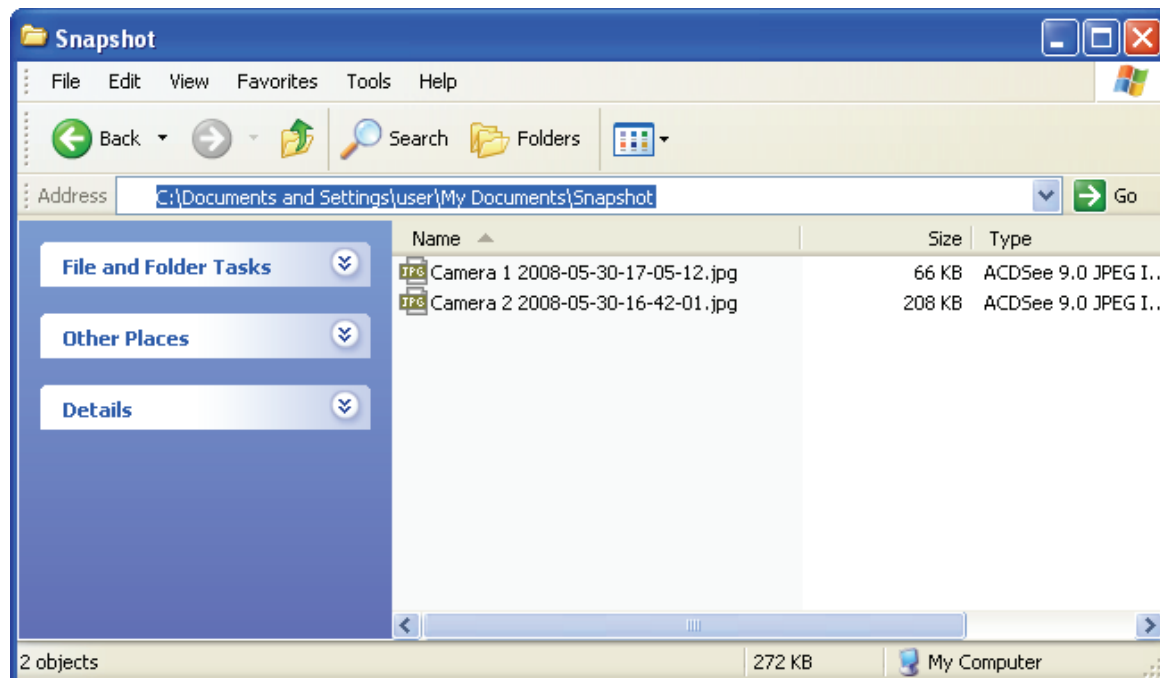 Snapshot
File Edit View Favorites Tools Help
Back Search Folders
Address C:\Documents and Settings\user\My Documents\Snapshot Go
Name Size Type
File and Folder Tasks
Other Places
Details
JPG Camera 1 2008-05-30-17-05-12.jpg 66 KB ACDSee 9.0 JPEG I..
JPG Camera 2 2008-05-30-16-42-01.jpg 208 KB ACDSee 9.0 JPEG I..
2 objects 272 KB My Computer